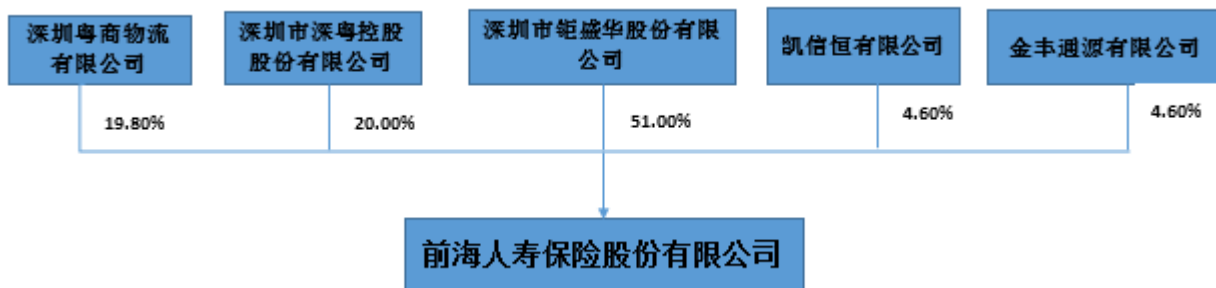 深圳粤商物流
有限公司
深圳市深粤控股
股份有限公司
深圳市钜盛华股份有限
公司
凯信恒有限公司
金丰通源有限公司
19.80%
20.00%
51.00%
4.60%
4.60%
前海人寿保险股份有限公司